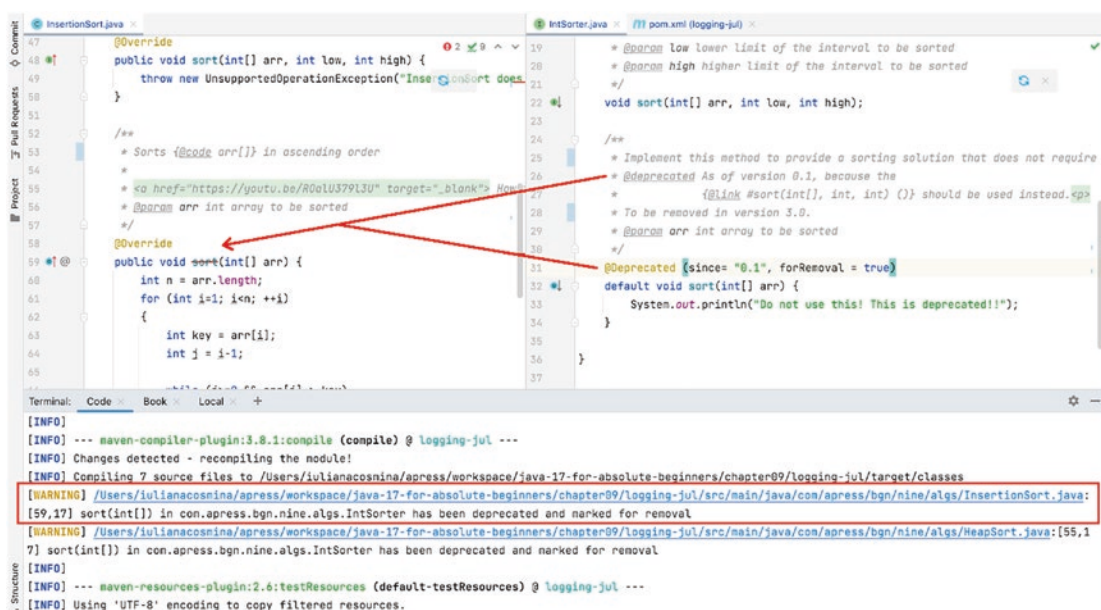 InsertionSort.java
IntSorter.java
pom.xml (logging-jul)
Commit
Pull Requests
Project
Structure
47 @Override
2 9
48 public void sort(int[] arr, int low, int high) {
49 throw new UnsupportedOperationException("InsertionSort does
50 }
51
52 /**
53 * Sorts {@code arr[]} in ascending order
54 *
55 * <a href="https://youtu.be/ROalU379l3U" target="_blank">
56 * @param arr int array to be sorted
57 */
58 @Override
59 @ public void sort(int[] arr) {
60 int n = arr.length;
61 for (int i=1; i<n; ++i)
62 {
63 int key = arr[i];
64 int j = i-1;
65
19 * @param low lower limit of the interval to be sorted
20 * @param high higher limit of the interval to be sorted
21 */
22 void sort(int[] arr, int low, int high);
23
24 /**
25 * Implement this method to provide a sorting solution that does not require
26 * @deprecated As of version 0.1, because the
27 * {@link #sort(int[], int, int) ()} should be used instead.<p>
28 * To be removed in version 3.0.
29 * @param arr int array to be sorted
30 */
31 @Deprecated (since= "0.1", forRemoval = true)
32 default void sort(int[] arr) {
33 System.out.println("Do not use this! This is deprecated!!");
34 }
35
36 }
37
Terminal: Code Book Local +
[INFO]
[INFO] --- maven-compiler-plugin:3.8.1:compile (compile) @ logging-jul ---
[INFO] Changes detected - recompiling the module!
[INFO] Compiling 7 source files to /Users/iulianacosmina/apress/workspace/java-17-for-absolute-beginners/chapter09/logging-jul/target/classes
[WARNING] /Users/iulianacosmina/apress/workspace/java-17-for-absolute-beginners/chapter09/logging-jul/src/main/java/com/apress/bgn/nine/algs/InsertionSort.java:
[59,17] sort(int[]) in com.apress.bgn.nine.algs.IntSorter has been deprecated and marked for removal
[WARNING] /Users/iulianacosmina/apress/workspace/java-17-for-absolute-beginners/chapter09/logging-jul/src/main/java/com/apress/bgn/nine/algs/HeapSort.java:[55,1
7] sort(int[]) in com.apress.bgn.nine.algs.IntSorter has been deprecated and marked for removal
[INFO]
[INFO] --- maven-resources-plugin:2.6:testResources (default-testResources) @ logging-jul ---
[INFO] Using 'UTF-8' encoding to copy filtered resources.